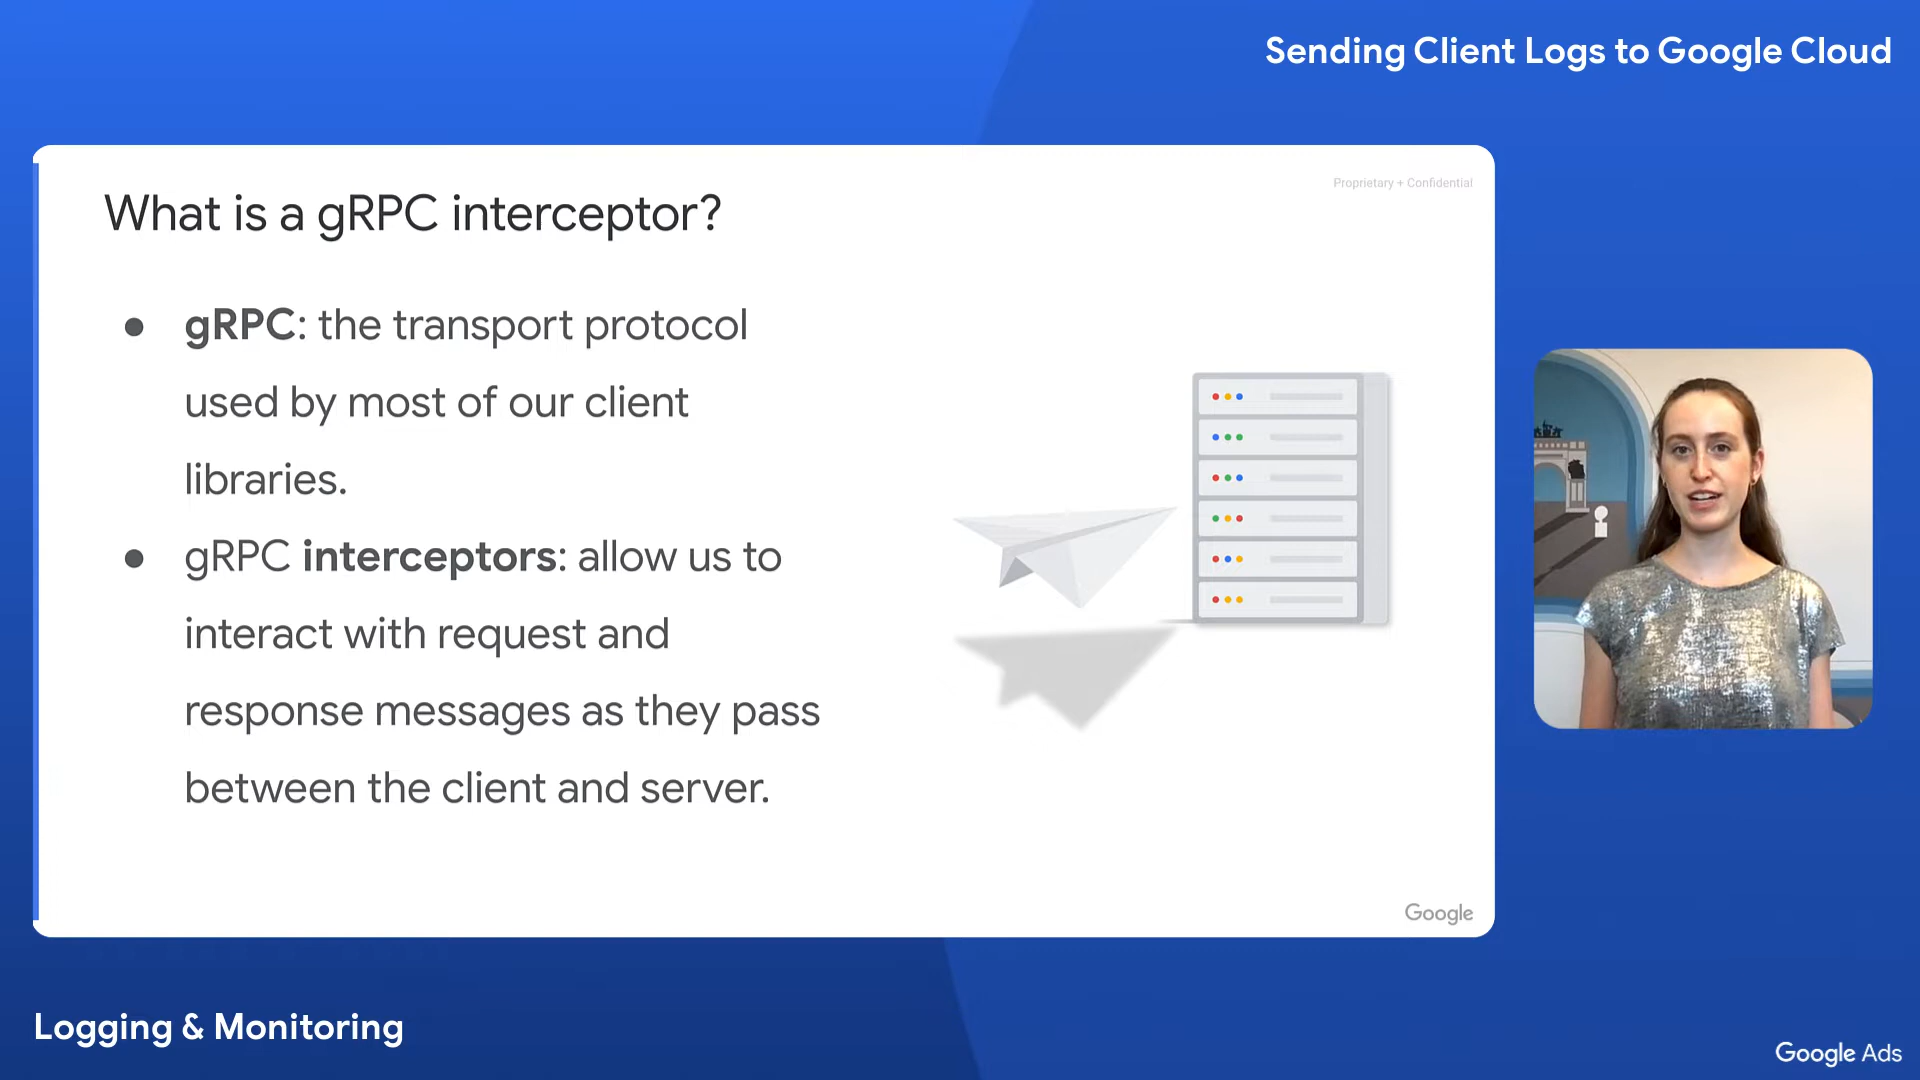 Sending Client Logs to Google Cloud
Proprietary + Confidential
What is a gRPC interceptor?
● gRPC: the transport protocol
used by most of our client
libraries.
● gRPC interceptors: allow us to
interact with request and
response messages as they pass
between the client and server.
Google
Logging & Monitoring
Google Ads